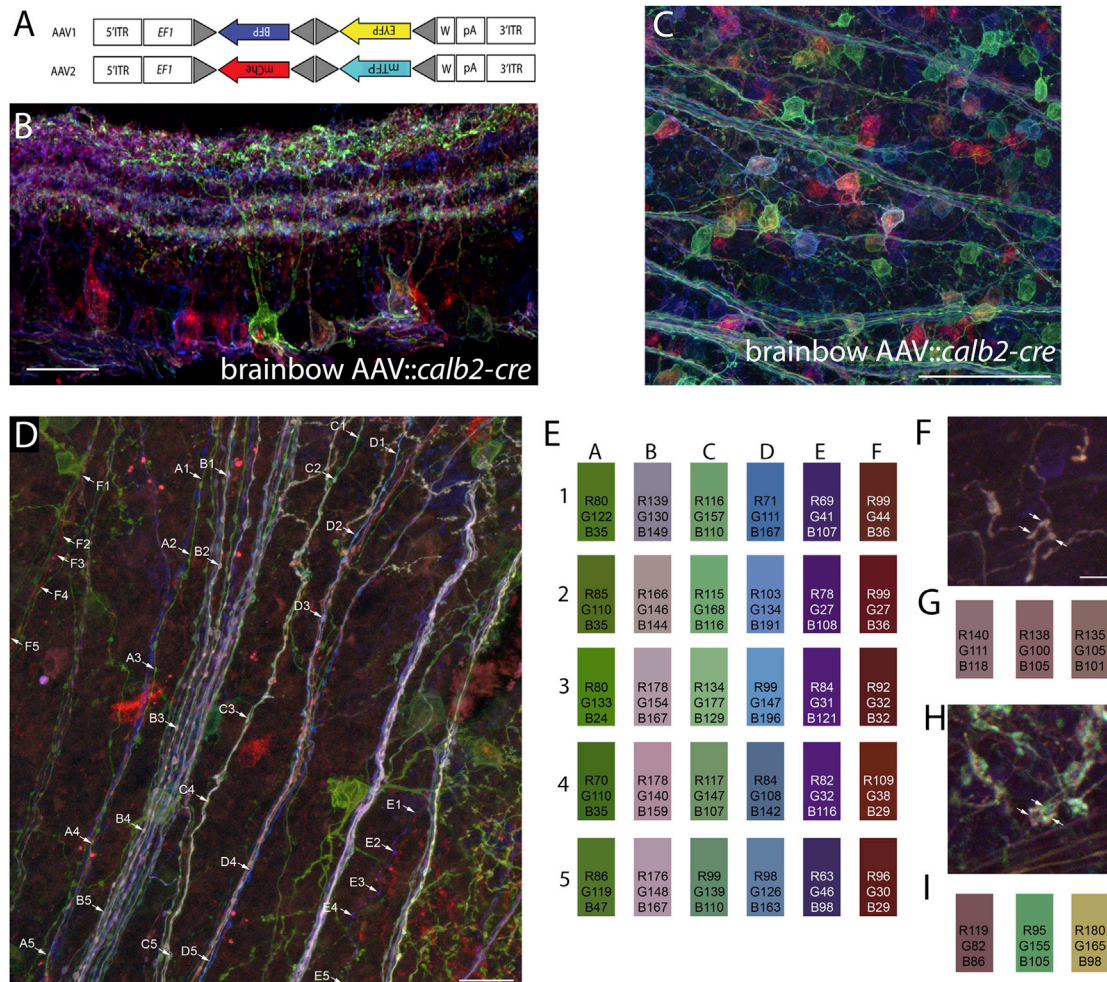 A
AAV1 5'ITR EF1 BFP EYFP W pA 3'ITR
AAV2 5'ITR EF1 mChe mTFP W pA 3'ITR
B
brainbow AAV::calb2-cre
C
brainbow AAV::calb2-cre
D
C1
D1
B1
A1
C2
F1
D2
F2
A2
B2
F3
F4
D3
F5
A3
B3
C3
C4
E1
B4
A4
E2
D4
E3
B5
E4
A5
C5
D5
E5
E
A B C D E F
1
R80 R139 R116 R71 R69 R99
G122 G130 G157 G111 G41 G44
B35 B149 B110 B167 B107 B36
2
R85 R166 R115 R103 R78 R99
G110 G146 G168 G134 G27 G27
B35 B144 B116 B191 B108 B36
3
R80 R178 R134 R99 R84 R92
G133 G154 G177 G147 G31 G32
B24 B167 B129 B196 B121 B32
4
R70 R178 R117 R84 R82 R109
G110 G140 G147 G108 G32 G38
B35 B159 B107 B142 B116 B29
5
R86 R176 R99 R98 R63 R96
G119 G148 G139 G126 G46 G30
B47 B167 B110 B163 B98 B29
F
G
R140 R138 R135
G111 G100 G105
B118 B105 B101
H
I
R119 R95 R180
G82 G155 G165
B86 B105 B98